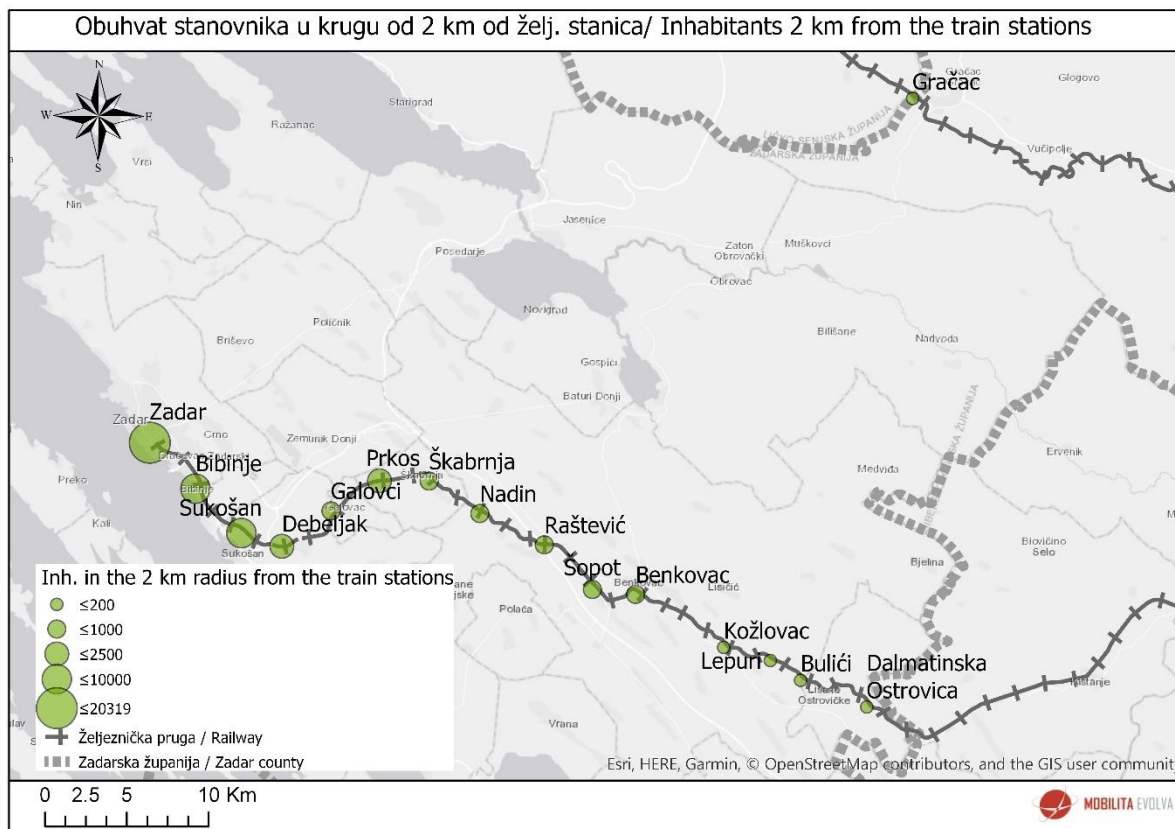 Obuhvat stanovnika u krugu od 2 km od želj. stanica/ Inhabitants 2 km from the train stations
N
W E
S
Starigrad
Ražanac
Vrsi
Nin
Gračac
Gračac
Glogovo
LIČKO-SENJSKA ŽUPANIJA
ZADARSKA ŽUPANIJA
Vučipolje
Jasenice
Posedarje
Zaton
Obrovački
Muškovci
Obrovac
Novigrad
Poličnik
Briševo
Bilišane
Nadvoda
Gospići
Baturi Donji
Zadar
Zadar
Crno
Zemunik Donji
Preko
Kali
Bibinje
Bibinje
Sukošan
Sukošan
Debeljak
Galovci
Prkos
Škabrnja
Škabrnja
Nadin
Raštević
Sopot
Benkovac
Benkovac
Lisičić
Polača
Medviđa
Ervenik
Biovičino
Selo
Bjelina
Kožlovac
Lepuri
Bulići
Dalmatinska
Ostrovica
Ostrovičke
Kistanje
Vrana
Inh. in the 2 km radius from the train stations
≤200
≤1000
≤2500
≤10000
≤20319
Željeznička pruga / Railway
Zadarska županija / Zadar county
Esri, HERE, Garmin, © OpenStreetMap contributors, and the GIS user community
0 2.5 5 10 Km
MOBILITA EVOLVA